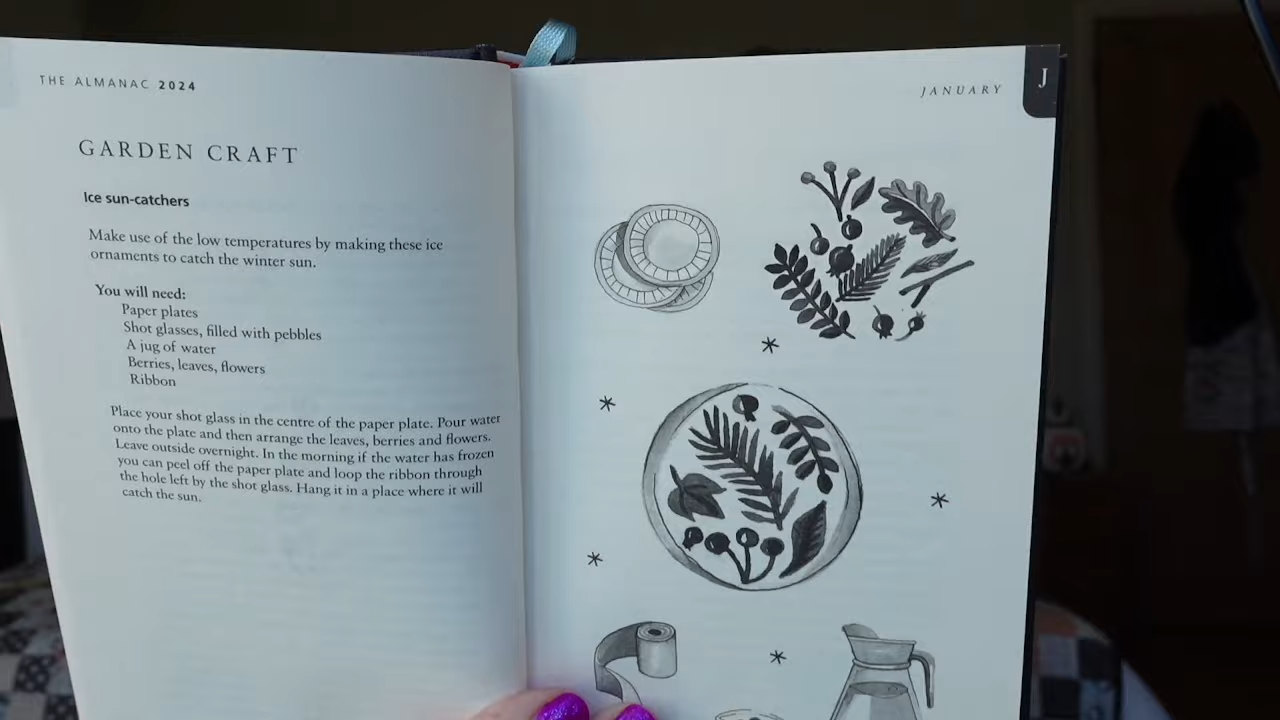 THE ALMANAC 2024
GARDEN CRAFT
Ice sun-catchers
Make use of the low temperatures by making these ice
ornaments to catch the winter sun.
You will need:
Paper plates
Shot glasses, filled with pebbles
A jug of water
Berries, leaves, flowers
Ribbon
Place your shot glass in the centre of the paper plate. Pour water
onto the plate and then arrange the leaves, berries and flowers.
Leave outside overnight. In the morning if the water has frozen
you can peel off the paper plate and loop the ribbon through
the hole left by the shot glass. Hang it in a place where it will
catch the sun.
JANUARY
J